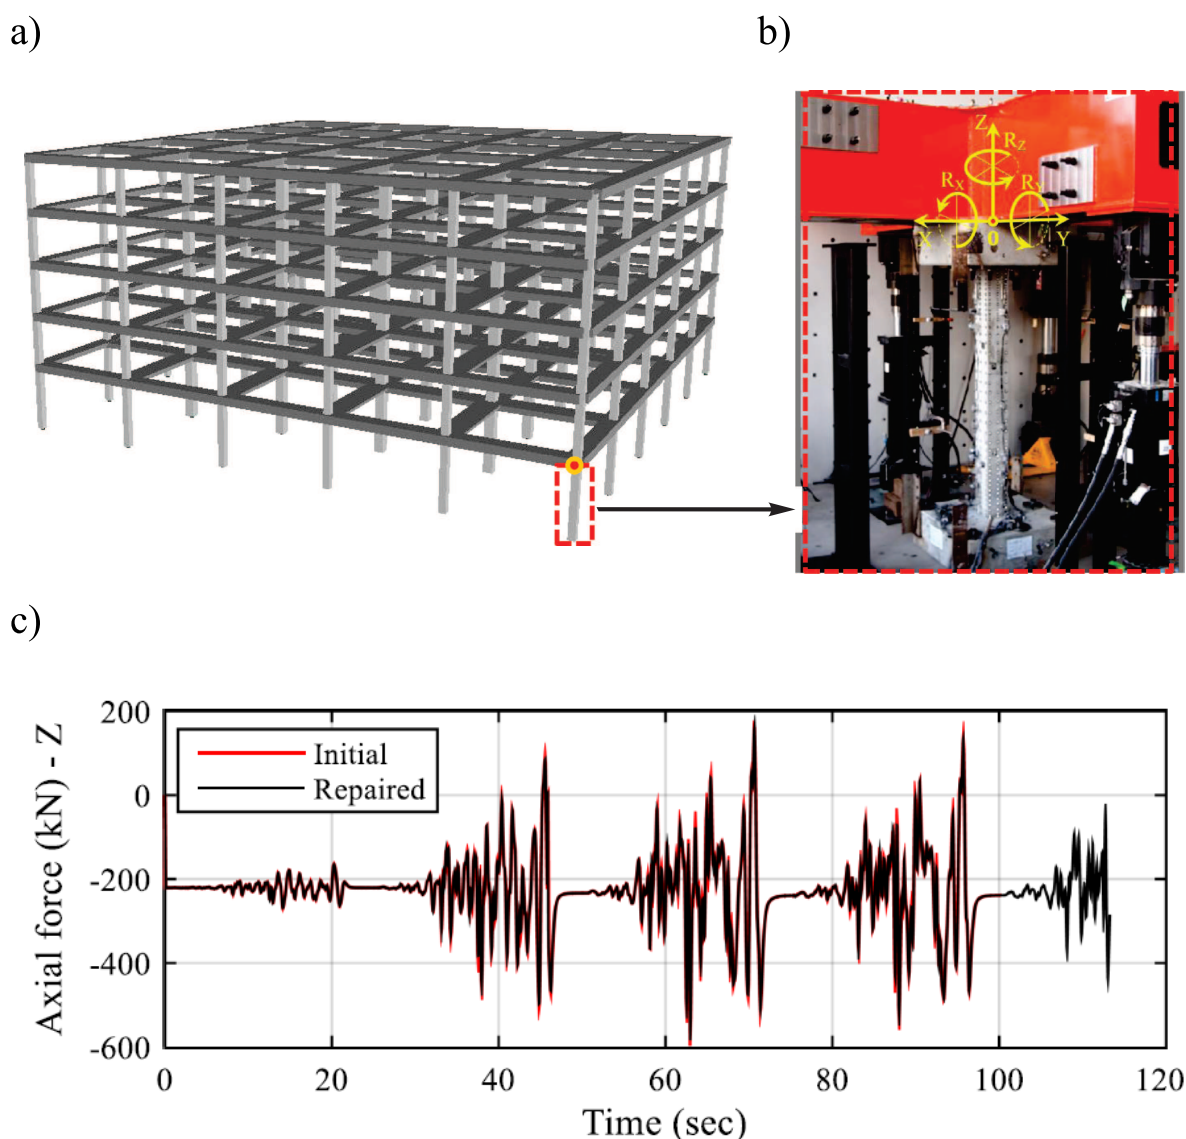 a)
b)
Z
R_Z
R_X
R_Y
X
0
Y
c)
Axial force (kN) - Z
200
0
-200
-400
-600
Initial
Repaired
0
20
40
60
80
100
120
Time (sec)